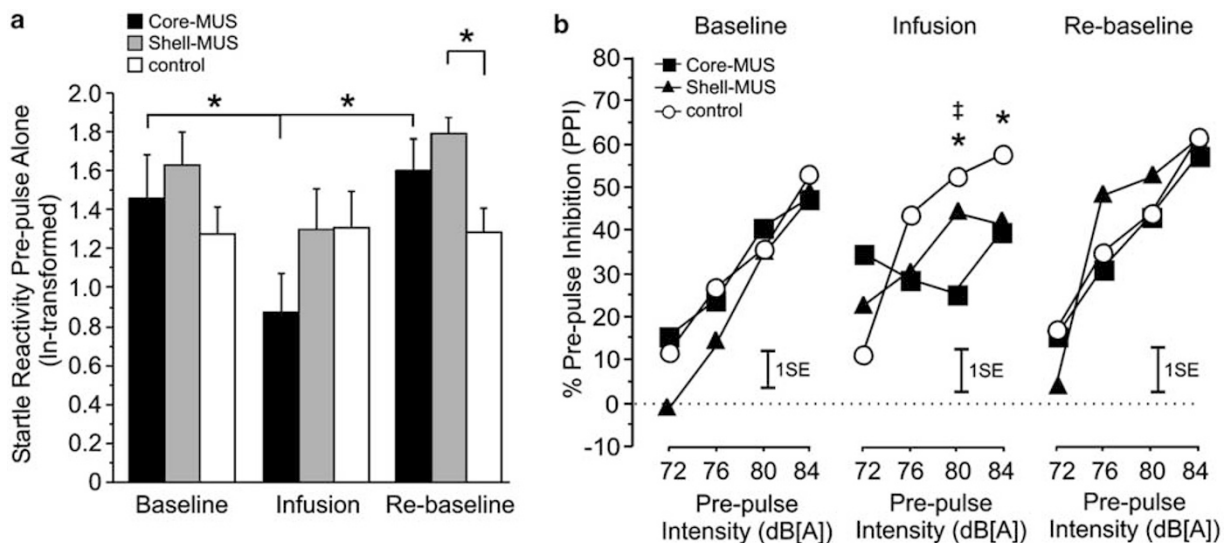 a
Core-MUS
Shell-MUS
control
*
*
*
Startle Reactivity Pre-pulse Alone
(ln-transformed)
2.0
1.8
1.6
1.4
1.2
1.0
0.8
0.6
0.4
0.2
0
Baseline Infusion Re-baseline
b
Baseline Infusion Re-baseline
Core-MUS
Shell-MUS
control
% Pre-pulse Inhibition (PPI)
80
70
60
50
40
30
20
10
0
-10
‡
* *
1SE 1SE 1SE
72 76 80 84 72 76 80 84 72 76 80 84
Pre-pulse Pre-pulse Pre-pulse
Intensity (dB[A]) Intensity (dB[A]) Intensity (dB[A])